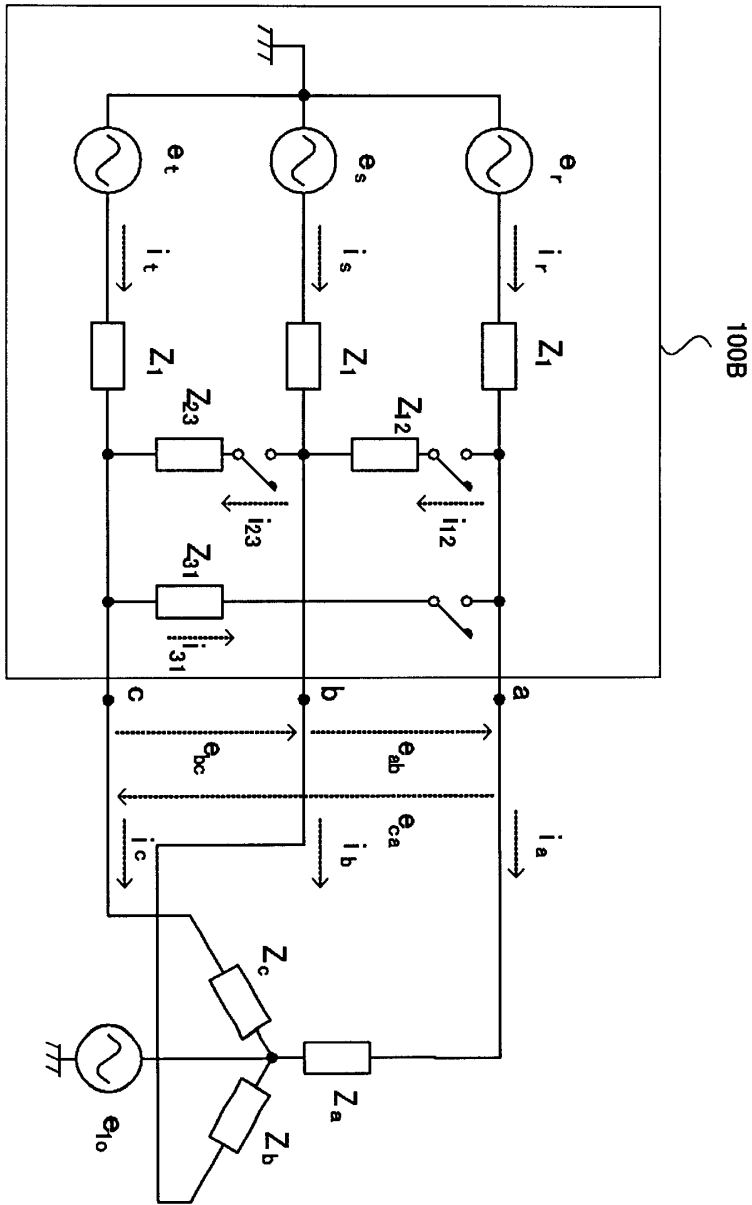 100B
e_r
i_r
Z_1
a
i_a
i_12
Z_12
e_ab
e_ca
e_s
i_s
Z_1
b
i_b
Z_a
i_23
Z_23
Z_31
e_bc
Z_c
Z_b
e_t
i_t
Z_1
i_31
c
i_c
e_1o